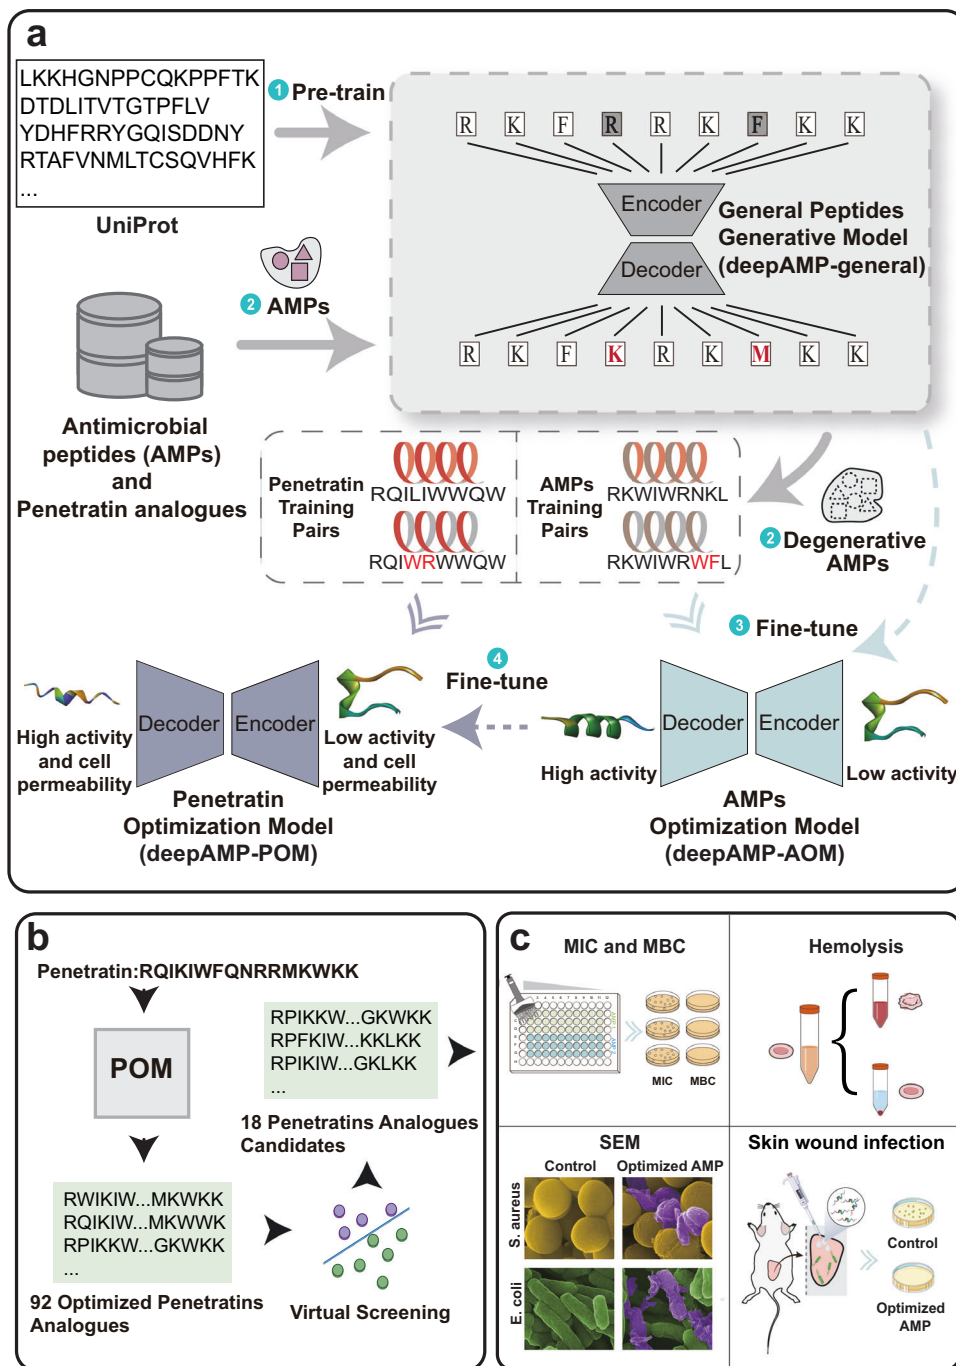 a
LKKHGNPPCQKPPFTK
DTDLITVTGTPFLV
YDHFRRYGQISDDNY
RTAFVNMLTCSQVHFK
...
UniProt
1 Pre-train
R K F R R K F K K
Encoder
Decoder
General Peptides
Generative Model
(deepAMP-general)
R K F K R K M K K
2 AMPs
Antimicrobial
peptides (AMPs)
and
Penetratin analogues
Penetratin
Training
Pairs
RQILIWWQW
RQIWRWWQW
AMPs
Training
Pairs
RKWIWRNKL
RKWIWRWFL
2 Degenerative
AMPs
3 Fine-tune
4
Fine-tune
High activity
and cell
permeability
Decoder
Encoder
Low activity
and cell
permeability
Penetratin
Optimization Model
(deepAMP-POM)
High activity
Decoder
Encoder
Low activity
AMPs
Optimization Model
(deepAMP-AOM)
b
Penetratin:RQIKIWFQNRRMKWKK
POM
RWIKIW...MKWKK
RQIKIW...MKWWK
RPIKKW...GKWKK
...
92 Optimized Penetratins
Analogues
Virtual Screening
RPIKKW...GKWKK
RPFKIW...KKLKK
RPIKIW...GKLKK
...
18 Penetratins Analogues
Candidates
c
MIC and MBC
MIC
MBC
Hemolysis
SEM
Control
Optimized AMP
S. aureus
E. coli
Skin wound infection
Control
Optimized
AMP